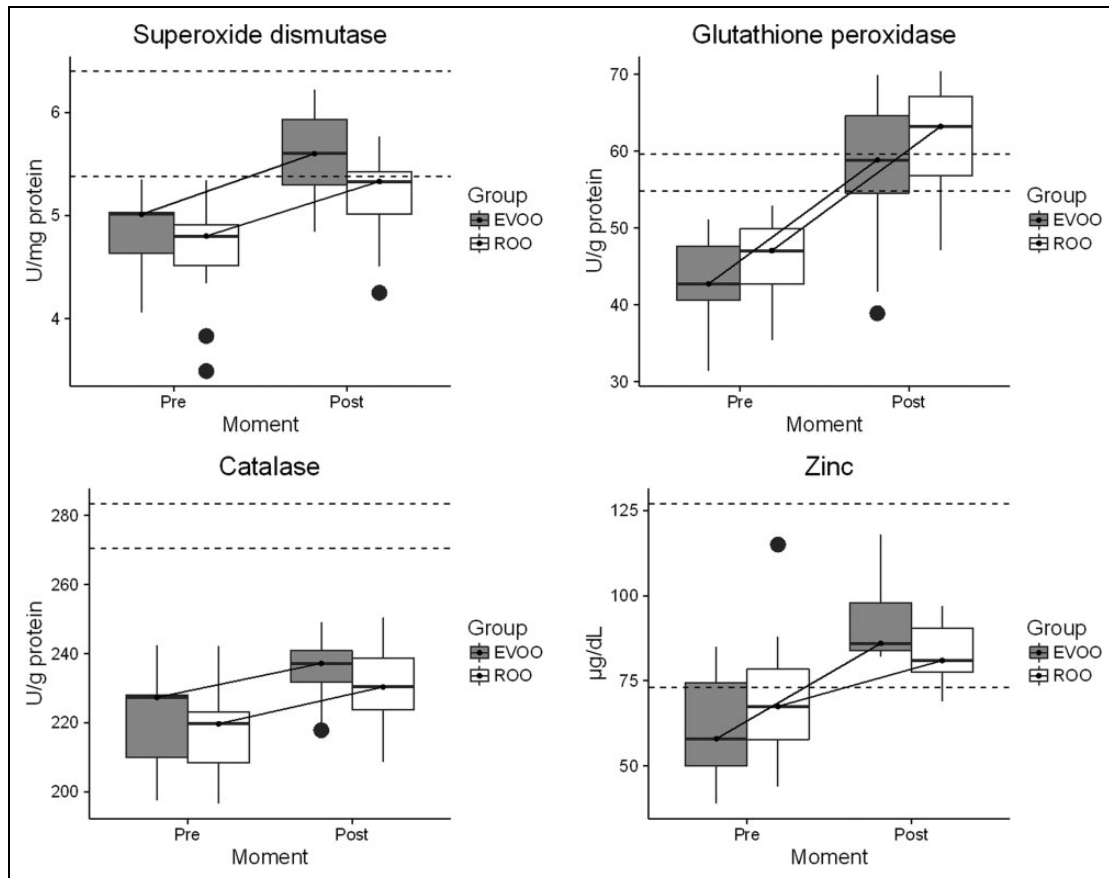 Superoxide dismutase
U/mg protein
6
5
4
Pre
Post
Moment
Group
EVOO
ROO
Glutathione peroxidase
U/g protein
70
60
50
40
30
Pre
Post
Moment
Group
EVOO
ROO
Catalase
U/g protein
280
260
240
220
200
Pre
Post
Moment
Group
EVOO
ROO
Zinc
µg/dL
125
100
75
50
Pre
Post
Moment
Group
EVOO
ROO